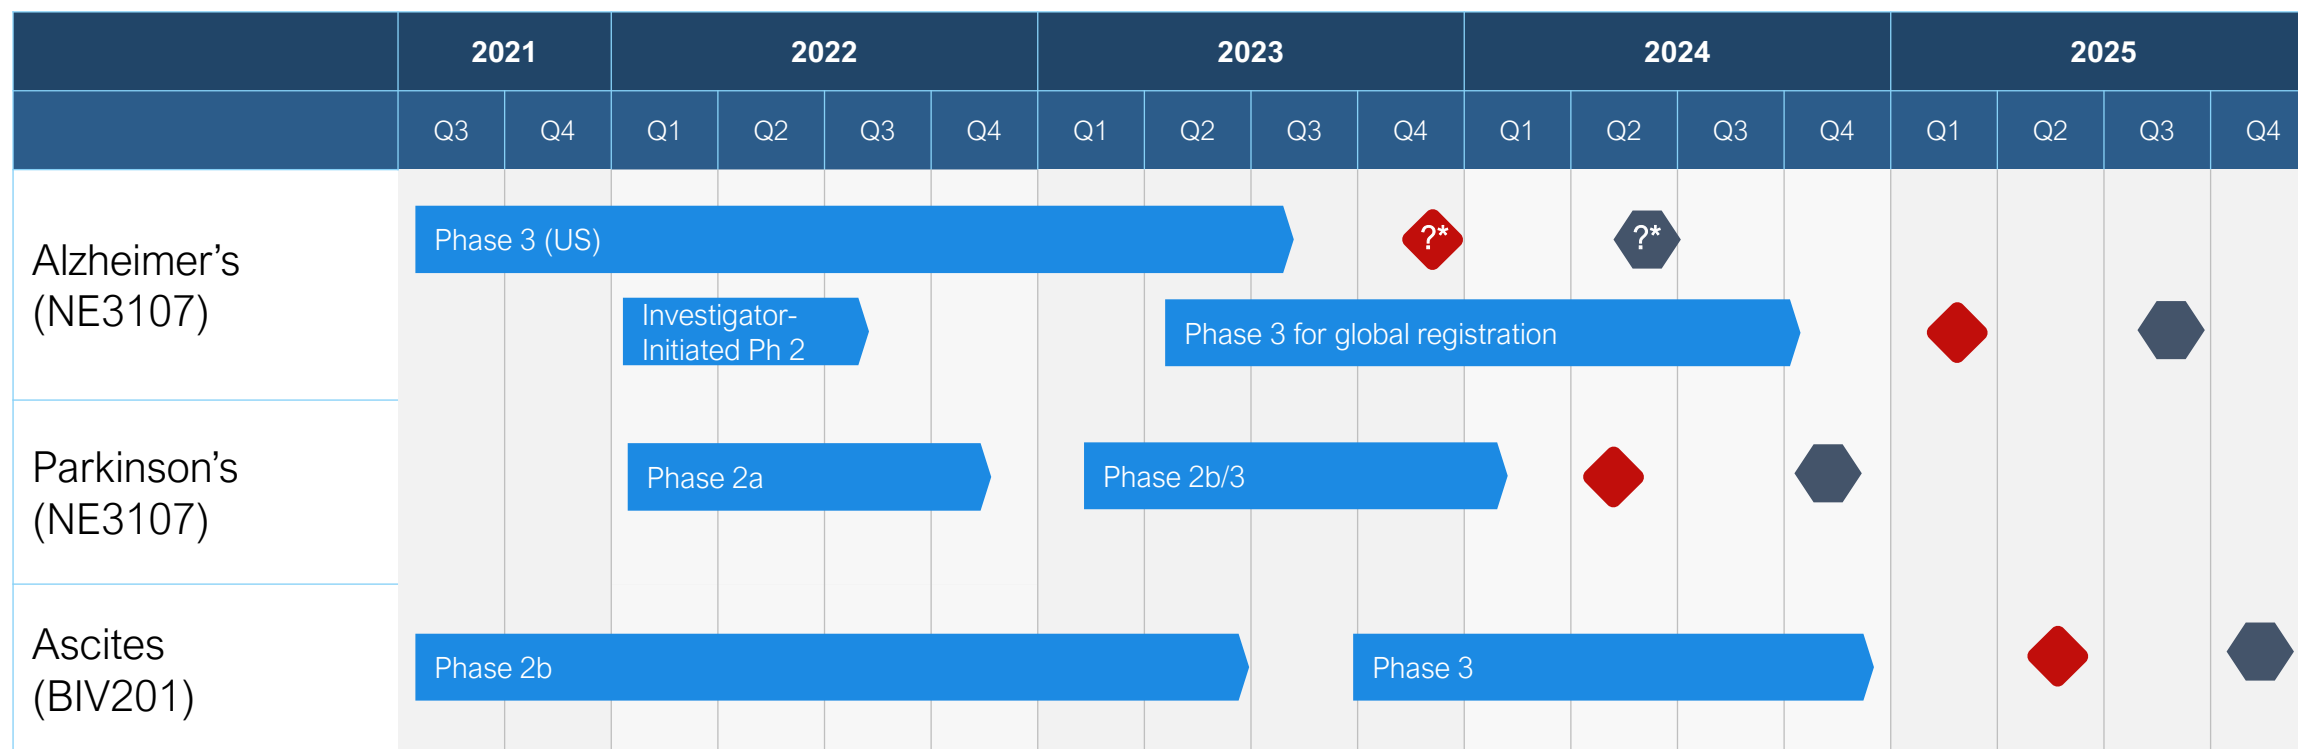 2021 2022 2023 2024 2025
Q3 Q4 Q1 Q2 Q3 Q4 Q1 Q2 Q3 Q4 Q1 Q2 Q3 Q4 Q1 Q2 Q3 Q4
Alzheimer’s
(NE3107)
Phase 3 (US)
?*
?*
Investigator-
Initiated Ph 2
Phase 3 for global registration
Parkinson’s
(NE3107)
Phase 2a
Phase 2b/3
Ascites
(BIV201)
Phase 2b
Phase 3